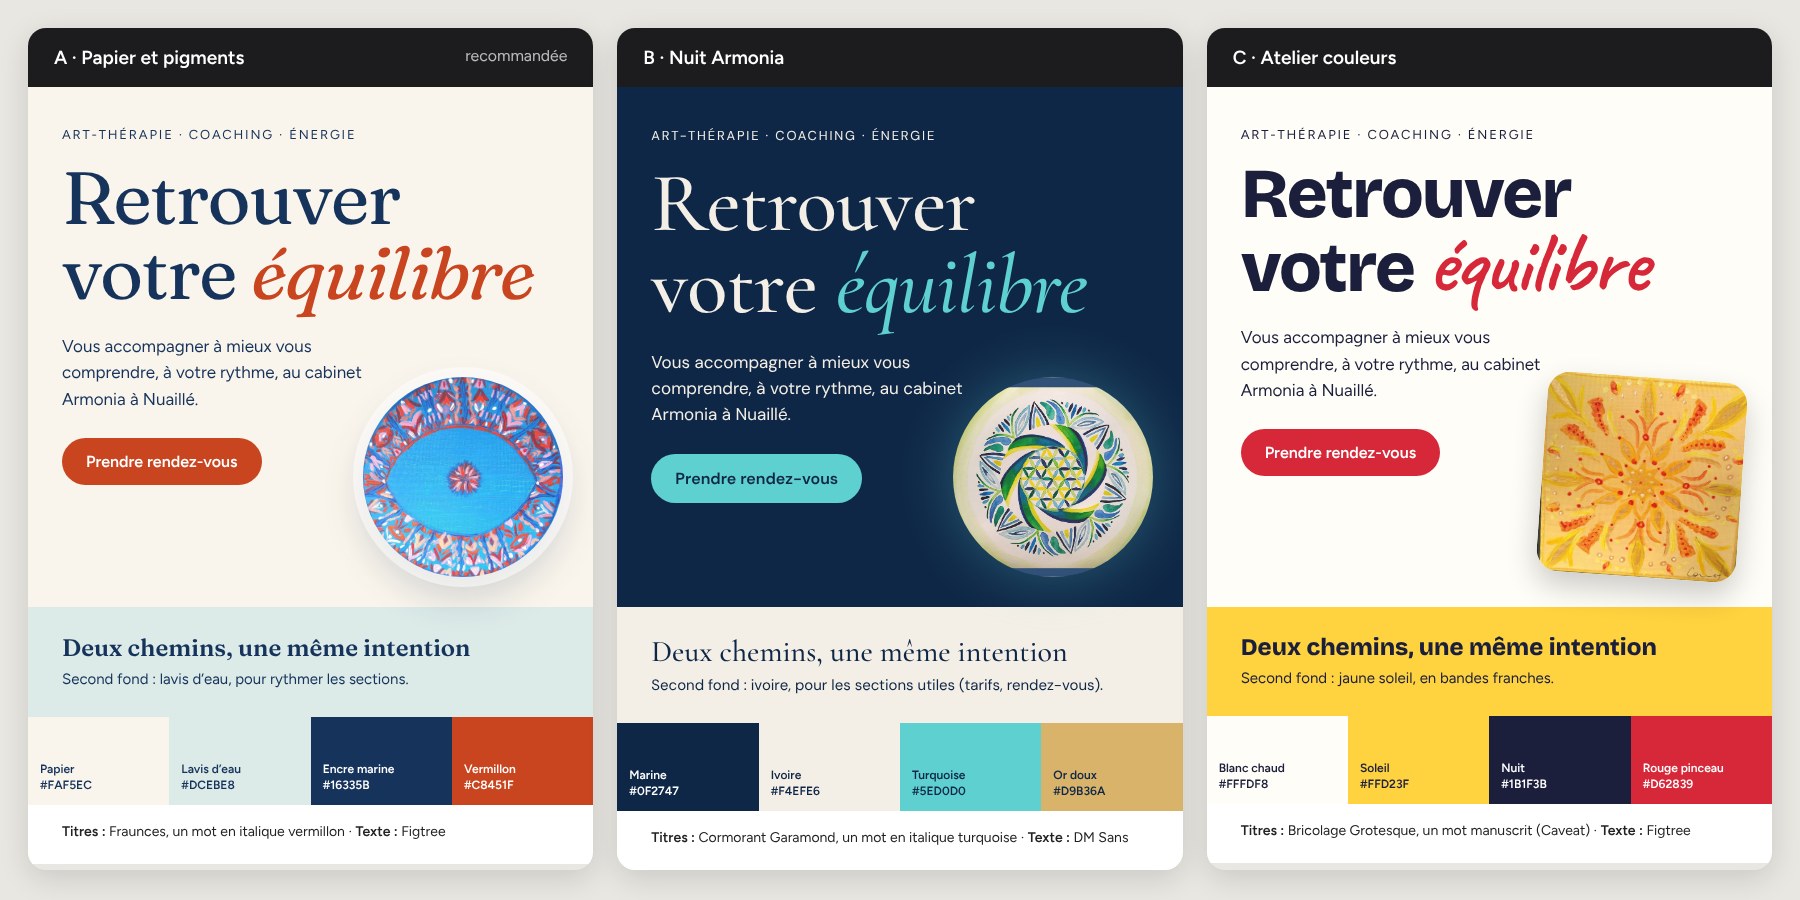 A · Papier et pigments
recommandée
ART-THÉRAPIE · COACHING · ÉNERGIE
Retrouver
votre équilibre
Vous accompagner à mieux vous
comprendre, à votre rythme, au cabinet
Armonia à Nuaillé.
Prendre rendez-vous
Deux chemins, une même intention
Second fond : lavis d’eau, pour rythmer les sections.
Papier
#FAF5EC
Lavis d’eau
#DCEBE8
Encre marine
#16335B
Vermillon
#C8451F
Titres : Fraunces, un mot en italique vermillon · Texte : Figtree
B · Nuit Armonia
ART-THÉRAPIE · COACHING · ÉNERGIE
Retrouver
votre équilibre
Vous accompagner à mieux vous
comprendre, à votre rythme, au cabinet
Armonia à Nuaillé.
Prendre rendez-vous
Deux chemins, une même intention
Second fond : ivoire, pour les sections utiles (tarifs, rendez-vous).
Marine
#0F2747
Ivoire
#F4EFE6
Turquoise
#5ED0D0
Or doux
#D9B36A
Titres : Cormorant Garamond, un mot en italique turquoise · Texte : DM Sans
C · Atelier couleurs
ART-THÉRAPIE · COACHING · ÉNERGIE
Retrouver
votre équilibre
Vous accompagner à mieux vous
comprendre, à votre rythme, au cabinet
Armonia à Nuaillé.
Prendre rendez-vous
Deux chemins, une même intention
Second fond : jaune soleil, en bandes franches.
Blanc chaud
#FFFDF8
Soleil
#FFD23F
Nuit
#1B1F3B
Rouge pinceau
#D62839
Titres : Bricolage Grotesque, un mot manuscrit (Caveat) · Texte : Figtree